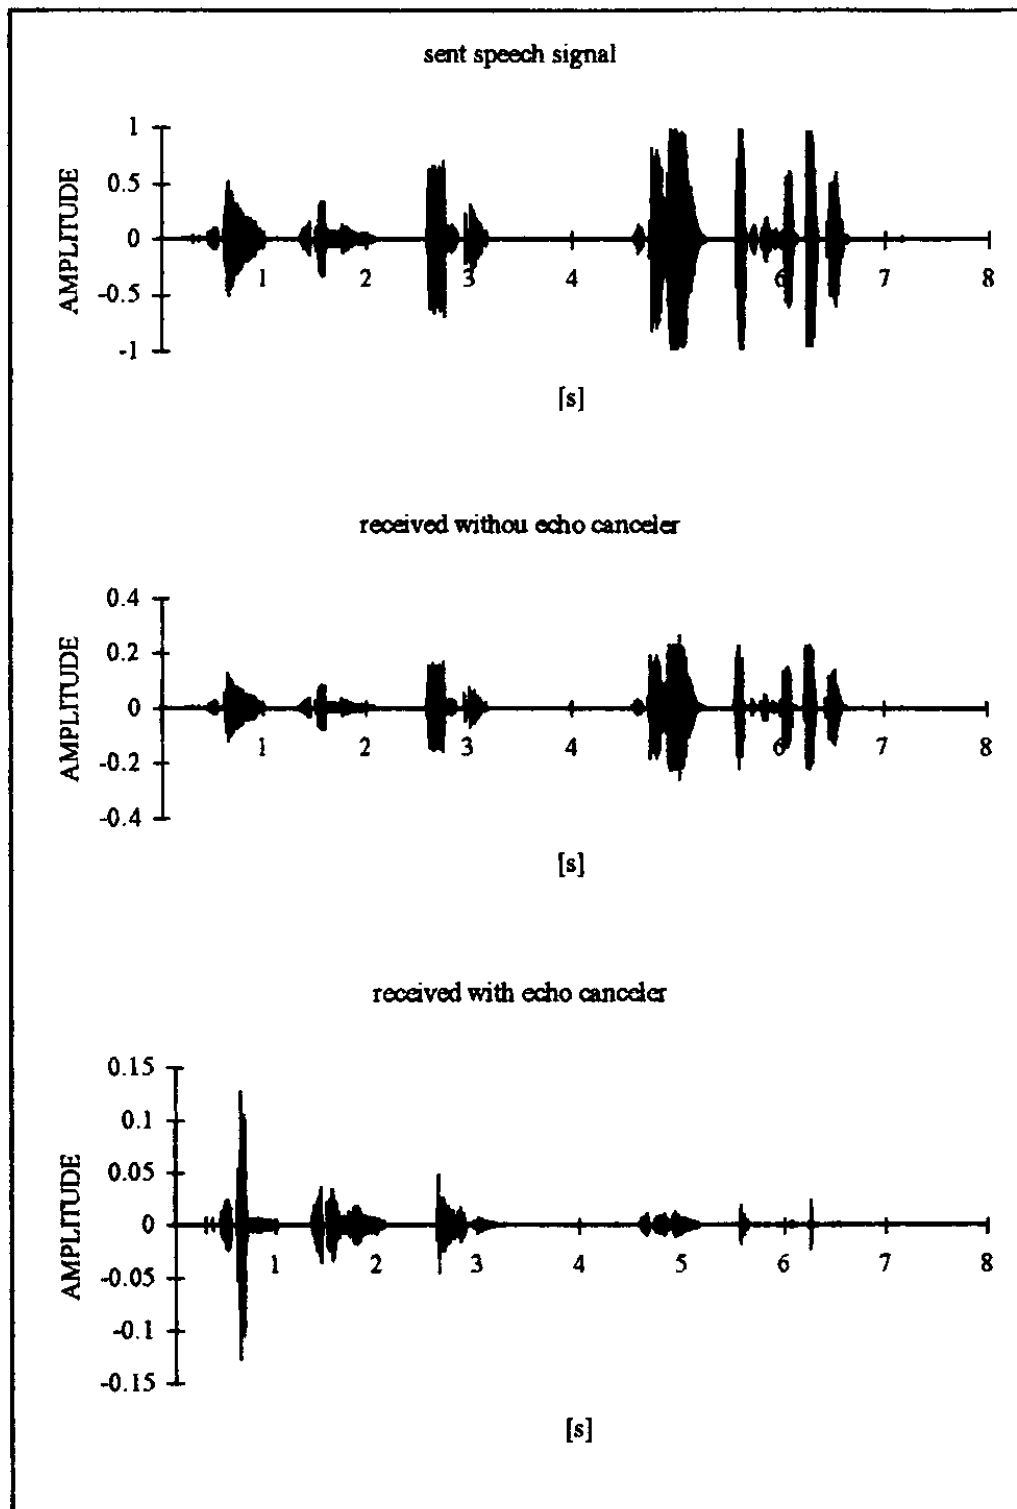 sent speech signal
1
0.5
0
-0.5
-1
AMPLITUDE
1 2 3 4 6 7 8
[s]
received withou echo canceler
0.4
0.2
0
-0.2
-0.4
AMPLITUDE
1 2 3 4 6 7 8
[s]
received with echo canceler
0.15
0.1
0.05
0
-0.05
-0.1
-0.15
AMPLITUDE
1 2 3 4 5 6 7 8
[s]